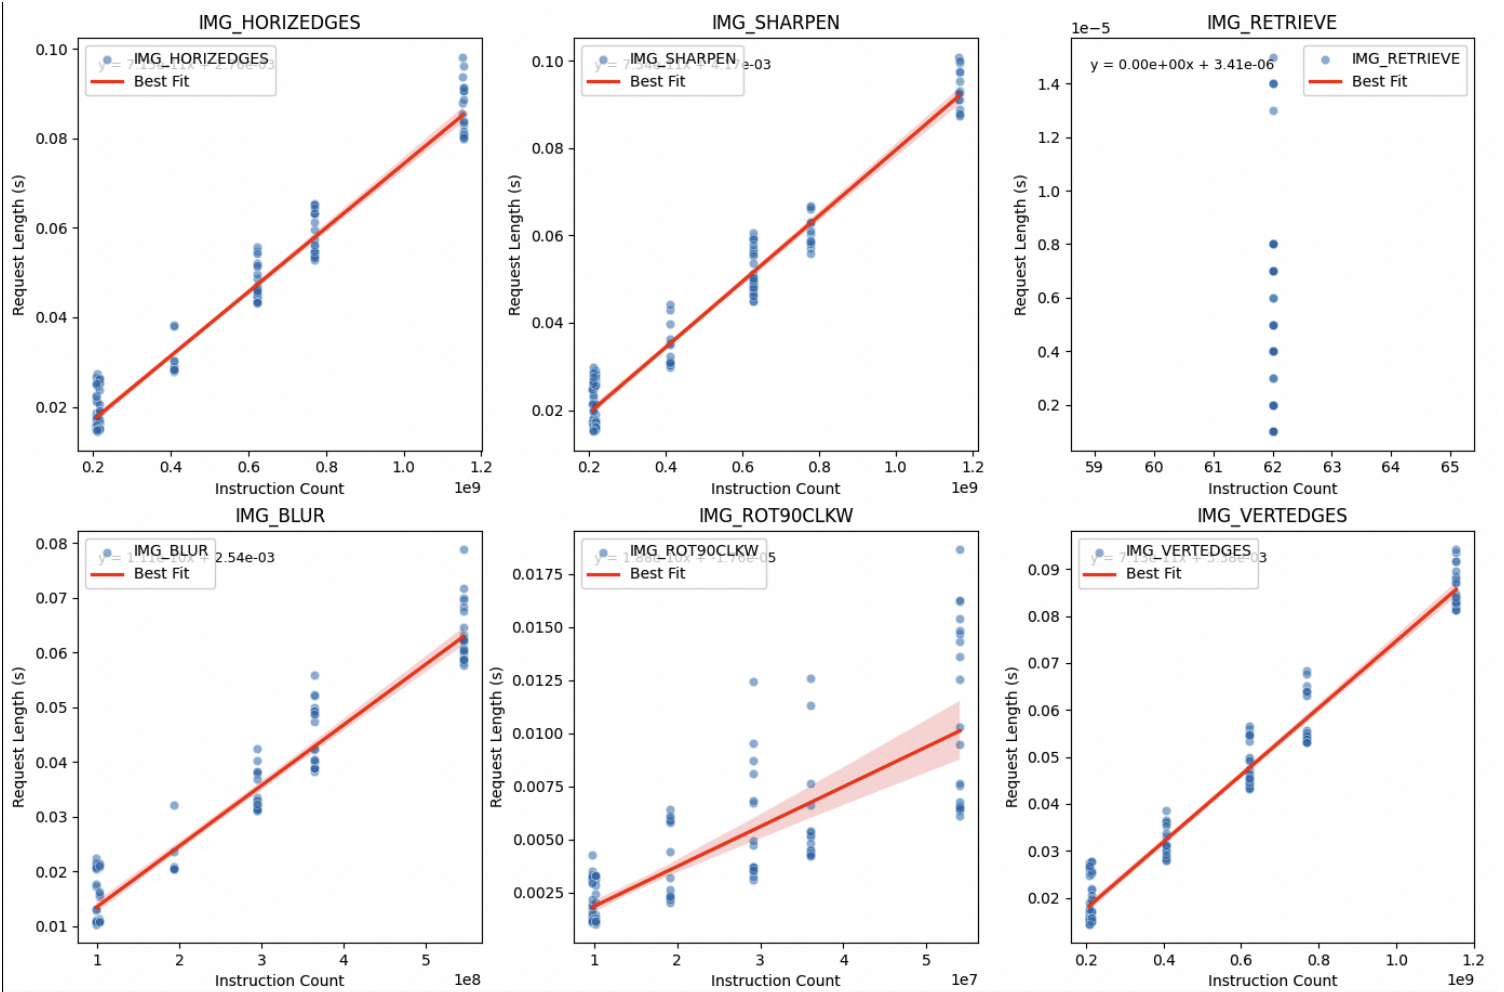 IMG_HORIZEDGES
0.10
0.08
0.06
0.04
0.02
Request Length (s)
IMG_HORIZEDGES
Best Fit
0.2 0.4 0.6 0.8 1.0 1.2
Instruction Count 1e9
IMG_SHARPEN
0.10
0.08
0.06
0.04
0.02
Request Length (s)
IMG_SHARPEN
e-03
Best Fit
0.2 0.4 0.6 0.8 1.0 1.2
Instruction Count 1e9
IMG_RETRIEVE
1e−5
1.4
1.2
1.0
0.8
0.6
0.4
0.2
Request Length (s)
y = 0.00e+00x + 3.41e-06
IMG_RETRIEVE
Best Fit
59 60 61 62 63 64 65
Instruction Count
IMG_BLUR
0.08
0.07
0.06
0.05
0.04
0.03
0.02
0.01
Request Length (s)
IMG_BLUR
2.54e-03
Best Fit
1 2 3 4 5
Instruction Count 1e8
IMG_ROT90CLKW
0.0175
0.0150
0.0125
0.0100
0.0075
0.0050
0.0025
Request Length (s)
IMG_ROT90CLKW
Best Fit
1 2 3 4 5
Instruction Count 1e7
IMG_VERTEDGES
0.09
0.08
0.07
0.06
0.05
0.04
0.03
0.02
Request Length (s)
IMG_VERTEDGES
Best Fit
0.2 0.4 0.6 0.8 1.0 1.2
Instruction Count 1e9